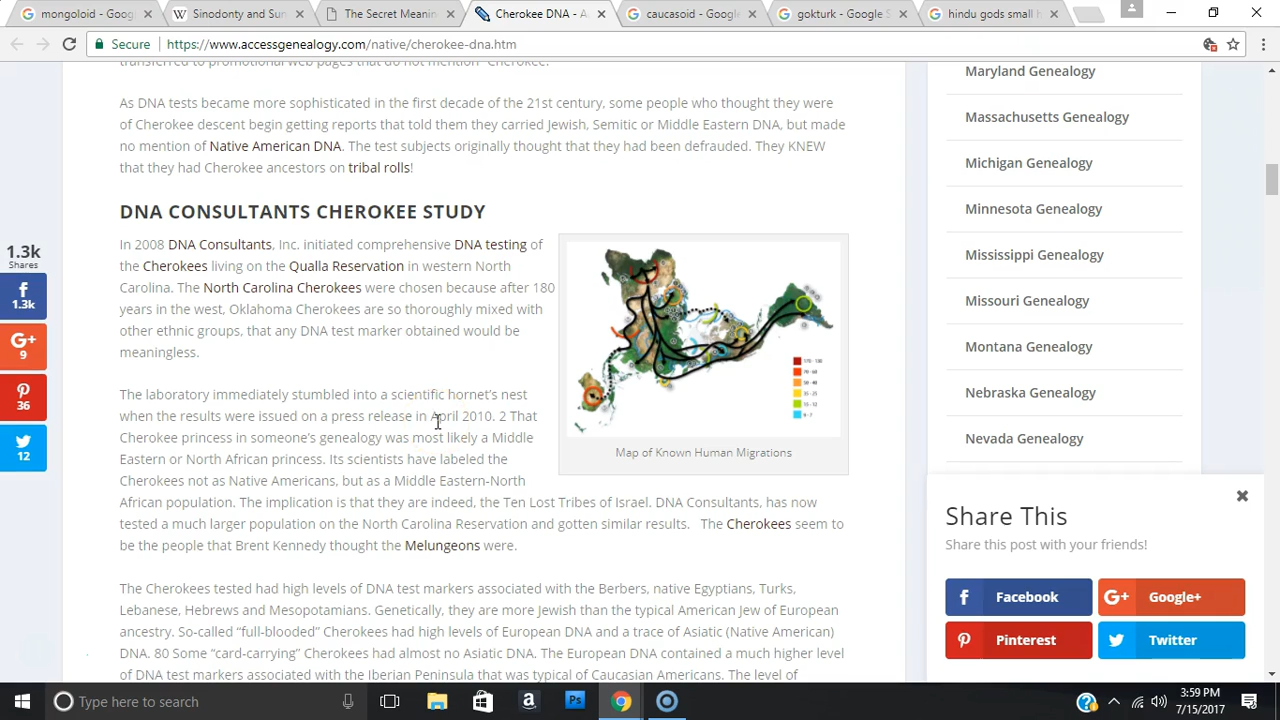 mongoloid - Goog
Sinodonty and Sun
The Secret Meanin
Cherokee DNA - A
caucasoid - Google
gokturk - Google S
hindu gods small h
Secure
https://www.accessgenealogy.com/native/cherokee-dna.htm
transferred to promotional web pages that do not mention "Cherokee."
As DNA tests became more sophisticated in the first decade of the 21st century, some people who thought they were
of Cherokee descent begin getting reports that told them they carried Jewish, Semitic or Middle Eastern DNA, but made
no mention of Native American DNA. The test subjects originally thought that they had been defrauded. They KNEW
that they had Cherokee ancestors on tribal rolls!
DNA CONSULTANTS CHEROKEE STUDY
In 2008 DNA Consultants, Inc. initiated comprehensive DNA testing of
the Cherokees living on the Qualla Reservation in western North
Carolina. The North Carolina Cherokees were chosen because after 180
years in the west, Oklahoma Cherokees are so thoroughly mixed with
other ethnic groups, that any DNA test marker obtained would be
meaningless.
Map of Known Human Migrations
The laboratory immediately stumbled into a scientific hornet's nest
when the results were issued on a press release in April 2010. 2 That
Cherokee princess in someone's genealogy was most likely a Middle
Eastern or North African princess. Its scientists have labeled the
Cherokees not as Native Americans, but as a Middle Eastern-North
African population. The implication is that they are indeed, the Ten Lost Tribes of Israel. DNA Consultants, has now
tested a much larger population on the North Carolina Reservation and gotten similar results. The Cherokees seem to
be the people that Brent Kennedy thought the Melungeons were.
The Cherokees tested had high levels of DNA test markers associated with the Berbers, native Egyptians, Turks,
Lebanese, Hebrews and Mesopotamians. Genetically, they are more Jewish than the typical American Jew of European
ancestry. So-called "full-blooded" Cherokees had high levels of European DNA and a trace of Asiatic (Native American)
DNA. 80 Some "card-carrying" Cherokees had almost no Asiatic DNA. The European DNA contained a much higher level
of DNA test markers associated with the Iberian Peninsula that was typical of Caucasian Americans. The level of
1.3k
Shares
1.3k
G+
9
36
12
Maryland Genealogy
Massachusetts Genealogy
Michigan Genealogy
Minnesota Genealogy
Mississippi Genealogy
Missouri Genealogy
Montana Genealogy
Nebraska Genealogy
Nevada Genealogy
Share This
Share this post with your friends!
Facebook
G+ Google+
Pinterest
Twitter
Type here to search
3:59 PM
7/15/2017